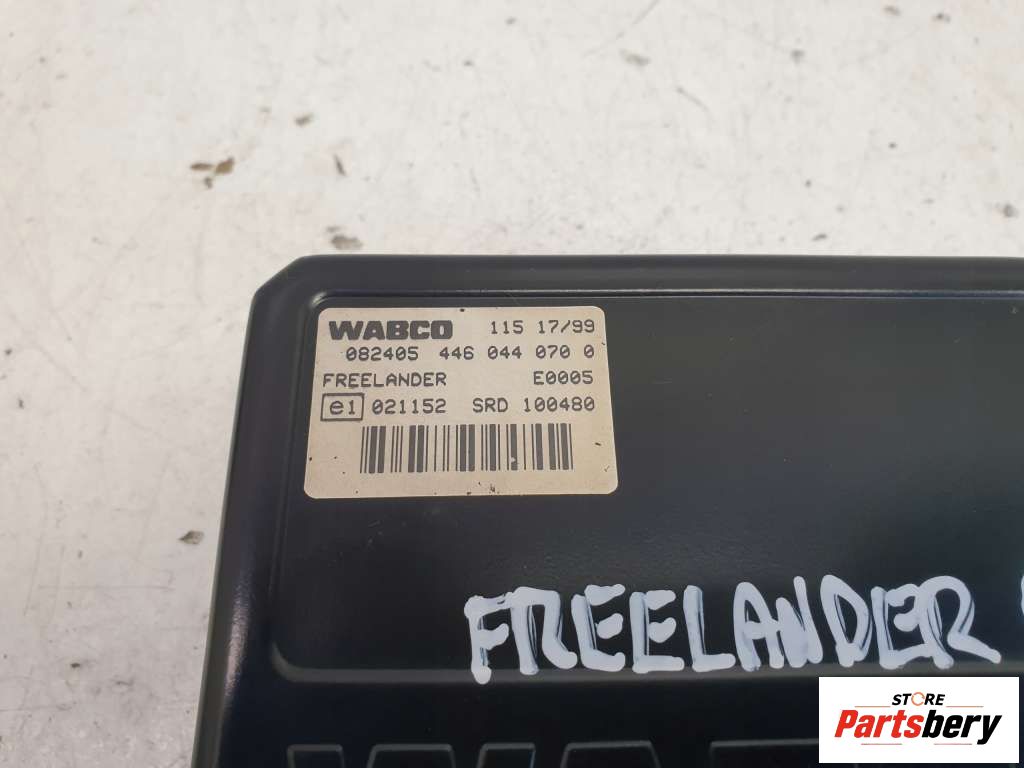 WABCO 115 17/99
082405 446 044 070 0
FREELANDER E0005
e1 021152 SRD 100480
FREELANDER
STORE
Partsbery